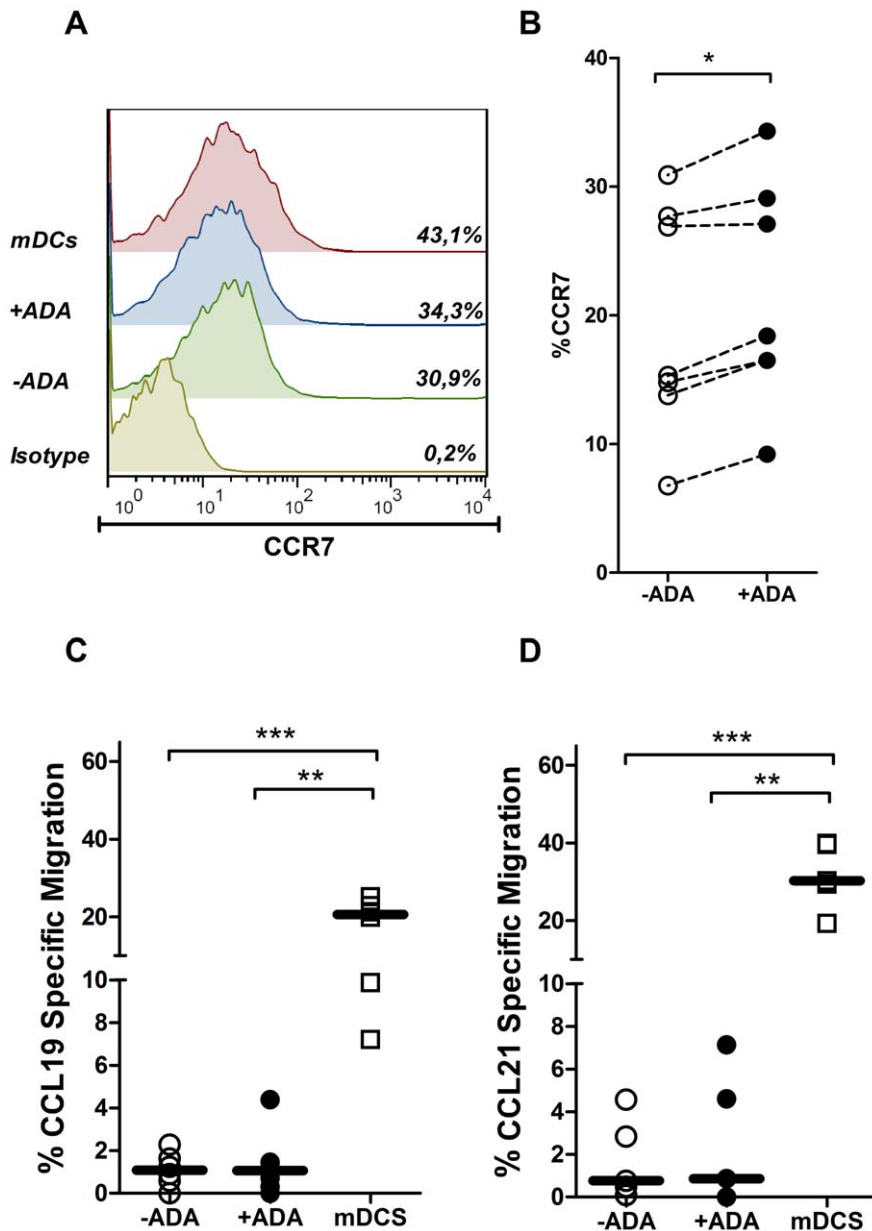 A
mDCs 43,1%
+ADA 34,3%
-ADA 30,9%
Isotype 0,2%
10^0 10^1 10^2 10^3 10^4
CCR7
B
*
%CCR7
40
30
20
10
0
-ADA +ADA
C
***
**
% CCL19 Specific Migration
60
40
20
10
8
6
4
2
0
-ADA +ADA mDCS
D
***
**
% CCL21 Specific Migration
60
40
20
0
10
8
6
4
2
0
-ADA +ADA mDCS